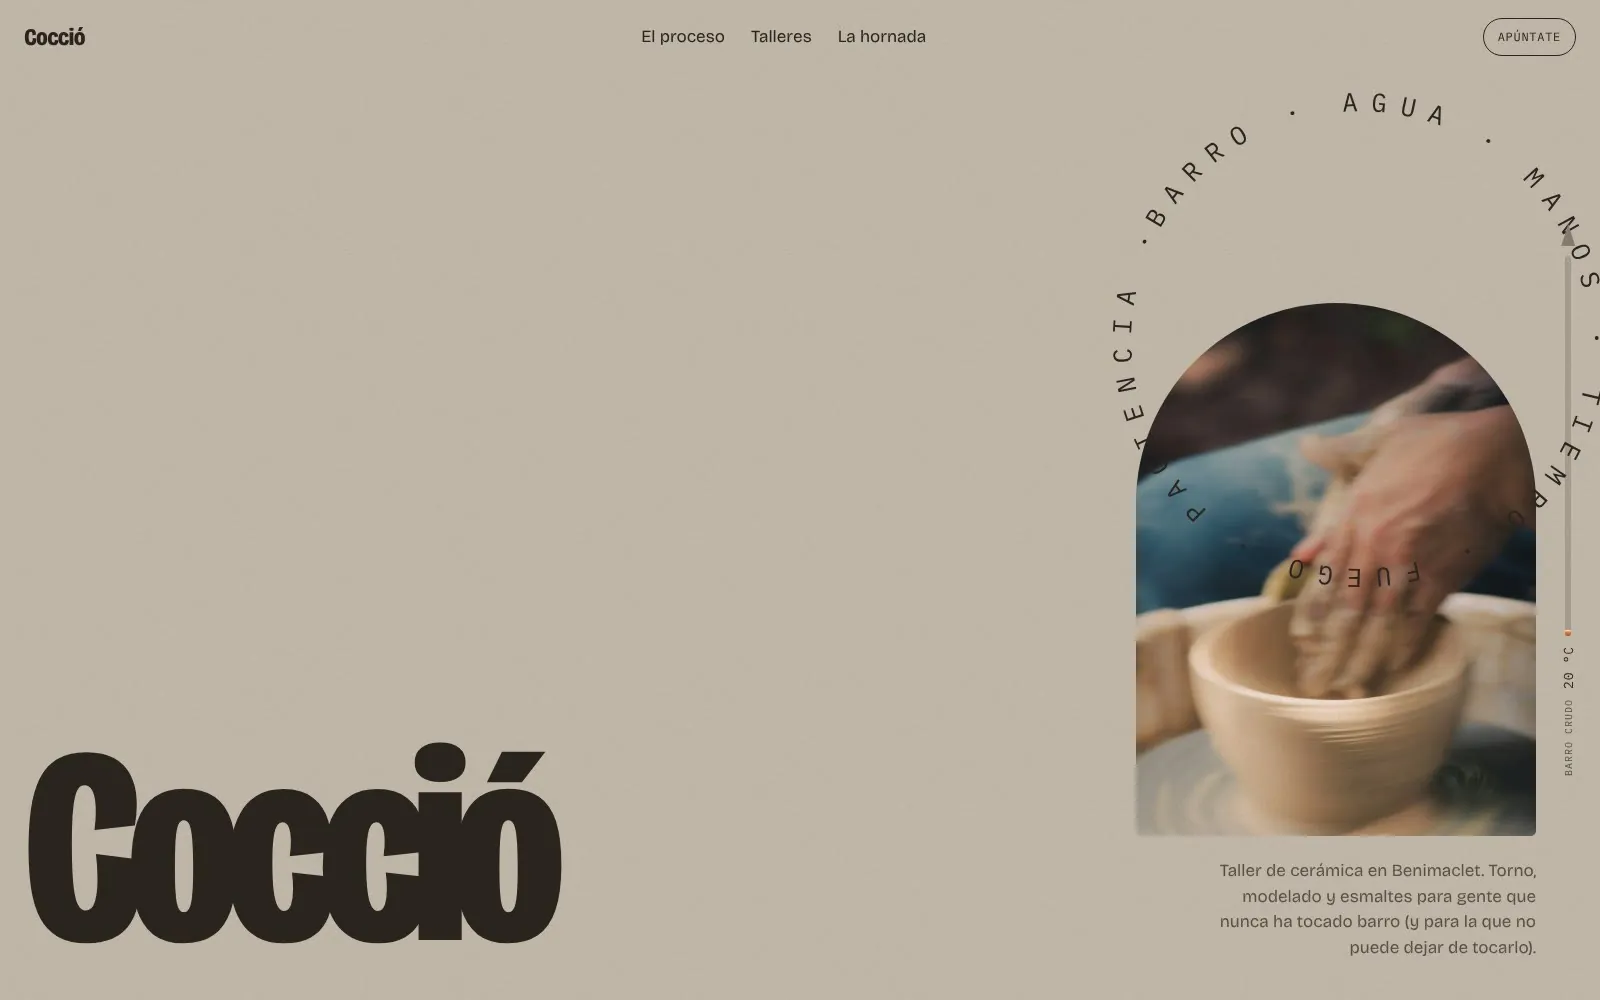 Cocció
El proceso
Talleres
La hornada
APÚNTATE
BARRO · AGUA · MANOS · TIEMPO · FUEGO · PACIENCIA ·
20 °C
BARRO CRUDO
Cocció
Taller de cerámica en Benimaclet. Torno,
modelado y esmaltes para gente que
nunca ha tocado barro (y para la que no
puede dejar de tocarlo).